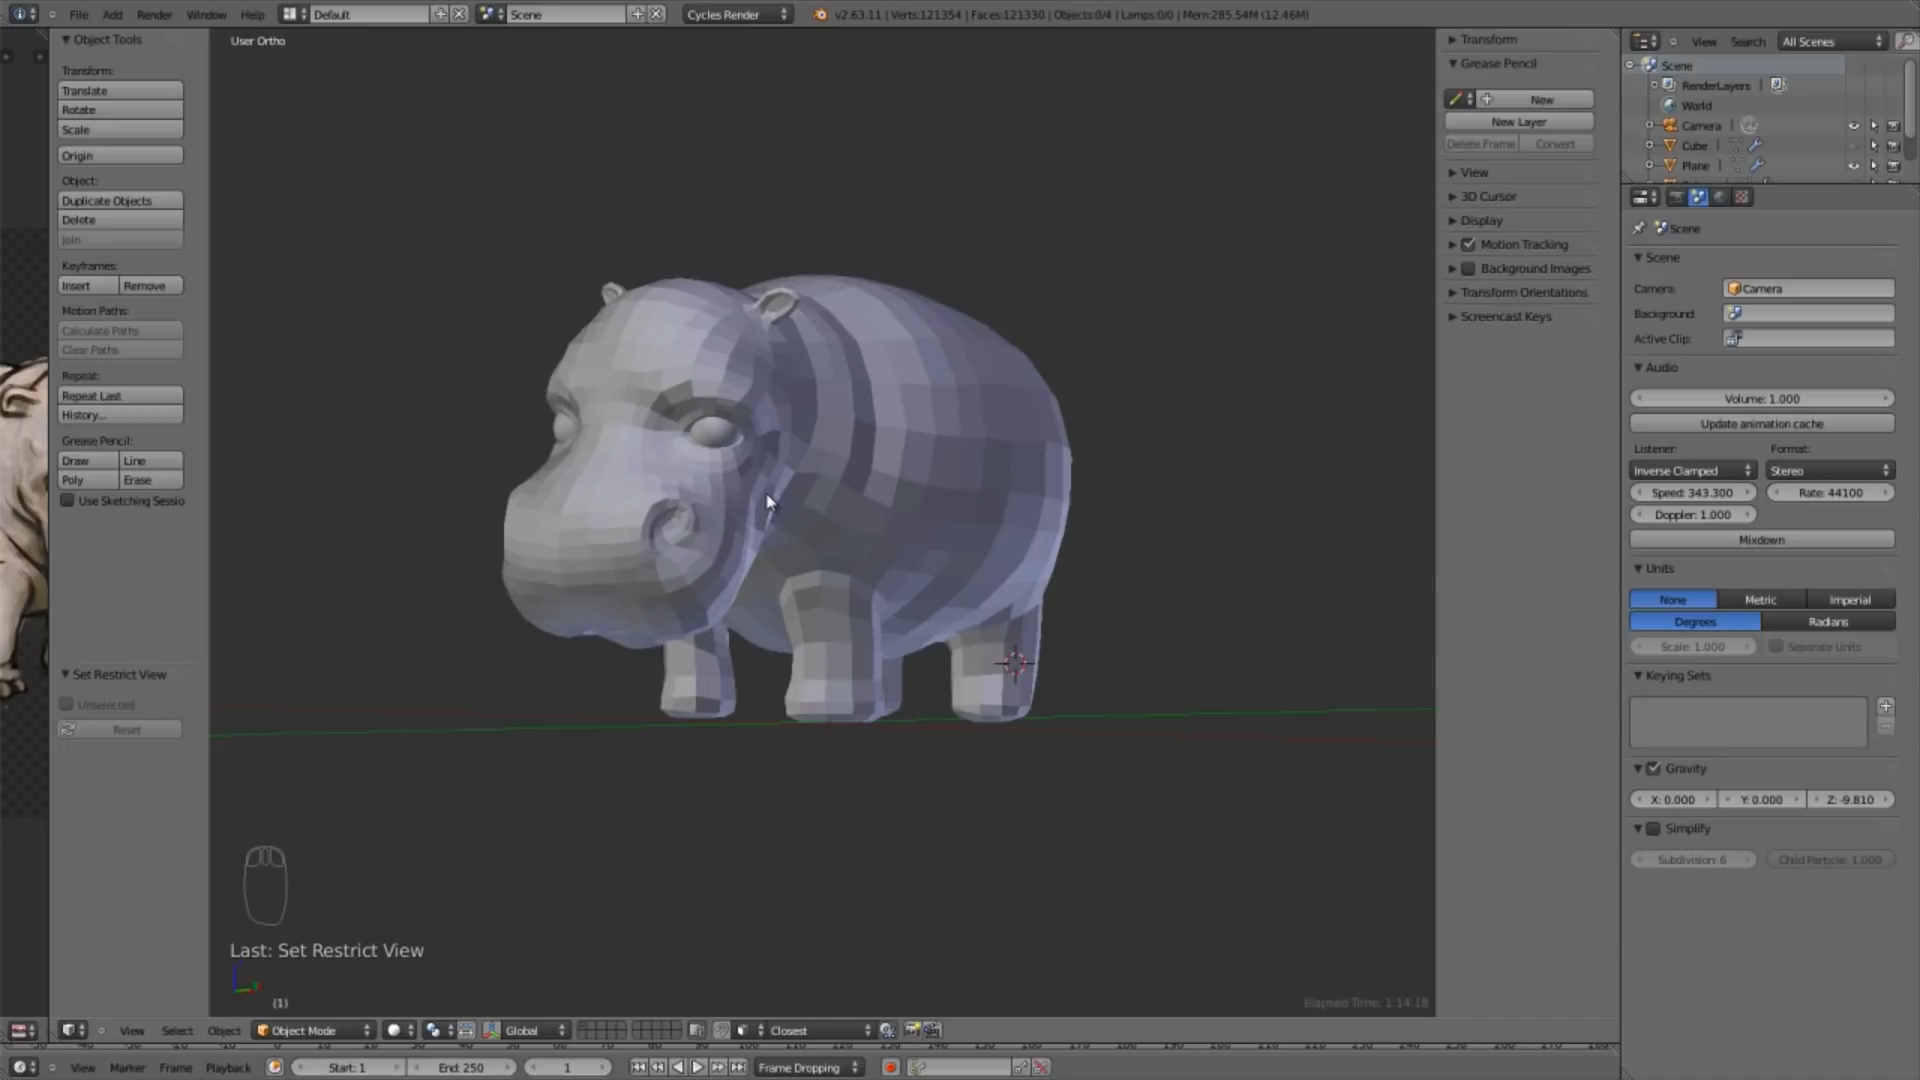 File Add Render Window Help Default Scene Cycles Render v2.63.11 | Verts:121354 | Faces:121330 | Objects:0/4 | Lamps:0/0 | Mem:285.54M (12.46M)
Object Tools
Transform:
Translate
Rotate
Scale
Origin
Object:
Duplicate Objects
Delete
Join
Keyframes:
Insert Remove
Motion Paths:
Calculate Paths
Clear Paths
Repeat:
Repeat Last
History...
Grease Pencil:
Draw Line
Poly Erase
Use Sketching Sessio
Set Restrict View
Unselected
Reset
User Ortho
Last: Set Restrict View
(1)
Elapsed Time: 1:14:18
Transform
Grease Pencil
New
New Layer
Delete Frame Convert
View
3D Cursor
Display
Motion Tracking
Background Images
Transform Orientations
Screencast Keys
View Search All Scenes
Scene
RenderLayers |
World
Camera |
Cube |
Plane |
Scene
Scene
Camera: Camera
Background:
Active Clip:
Audio
Volume: 1.000
Update animation cache
Listener: Format:
Inverse Clamped Stereo
Speed: 343.300 Rate: 44100
Doppler: 1.000
Mixdown
Units
None Metric Imperial
Degrees Radians
Scale: 1.000 Separate Units
Keying Sets
Gravity
X: 0.000 Y: 0.000 Z: -9.810
Simplify
Subdivision: 6 Child Particle: 1.000
View Select Object Object Mode Global Closest
View Marker Frame Playback Start: 1 End: 250 1 Frame Dropping